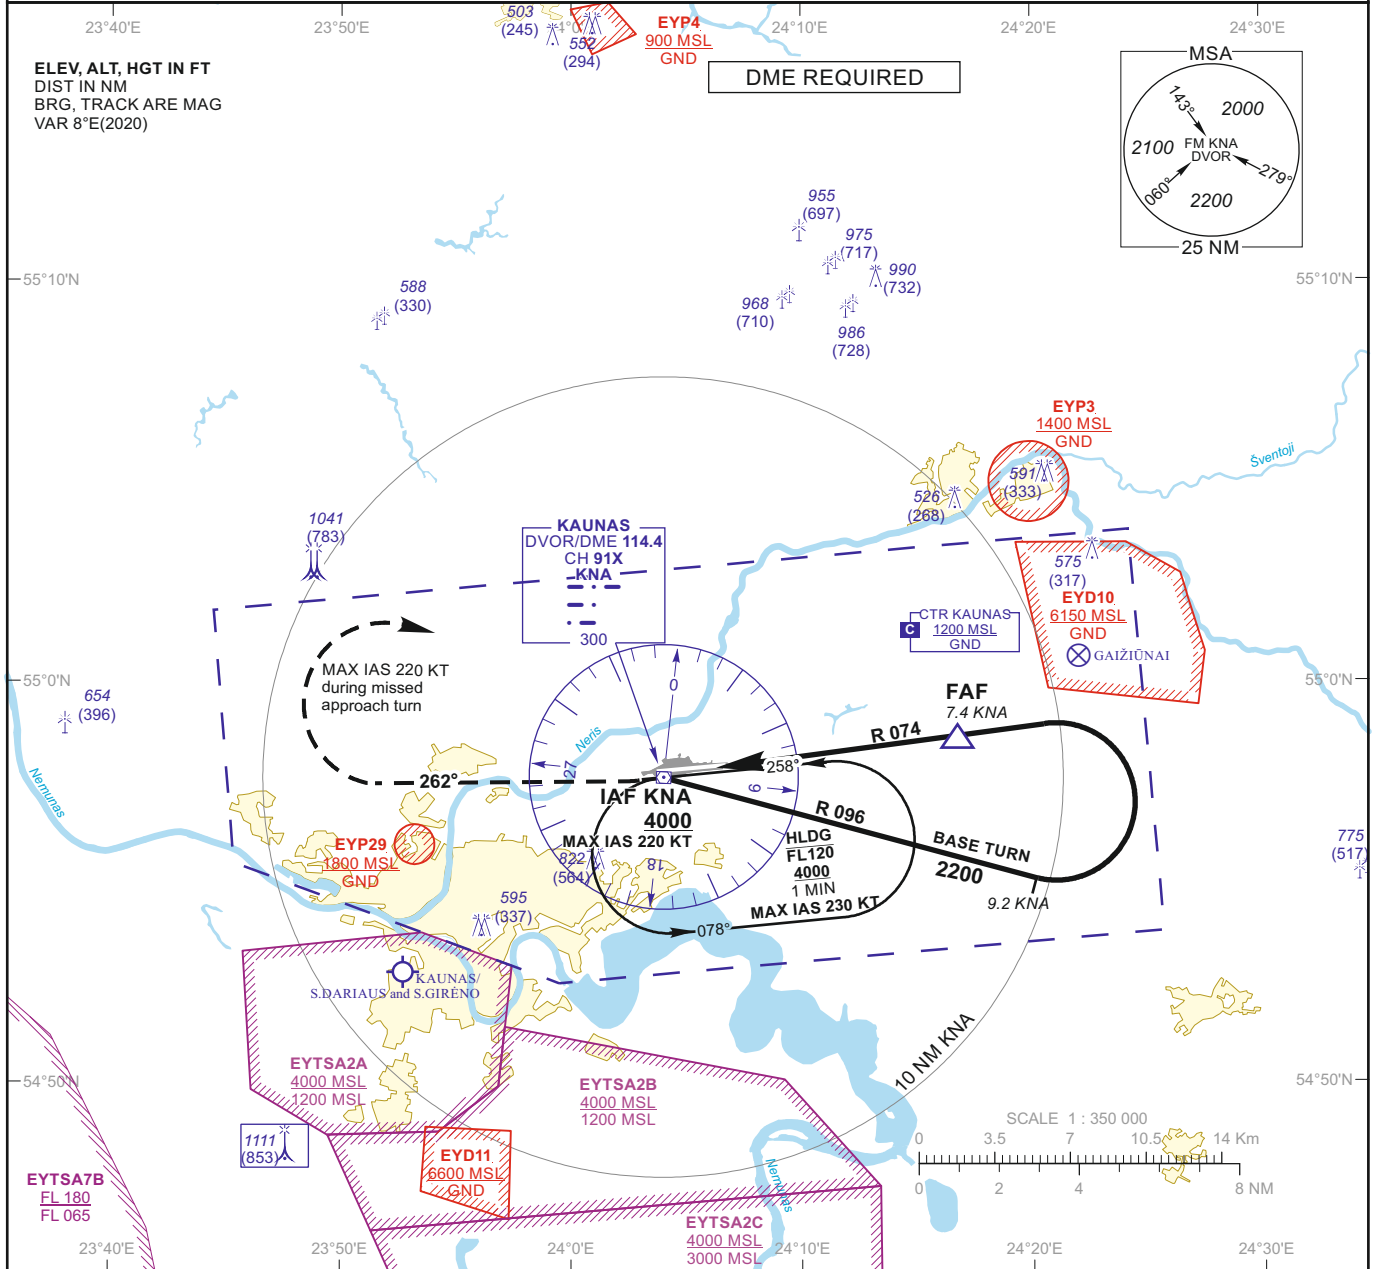 23°40'E
23°50'E
24°0'E
24°10'E
24°20'E
24°30'E
503
(245)
552
(294)
EYP4
900 MSL
GND
ELEV, ALT, HGT IN FT
DIST IN NM
BRG, TRACK ARE MAG
VAR 8°E(2020)
DME REQUIRED
MSA
143°
2000
2100
FM KNA
DVOR
060°
279°
2200
25 NM
955
(697)
975
(717)
990
(732)
968
(710)
986
(728)
588
(330)
55°10'N
55°10'N
EYP3
1400 MSL
GND
Šventoji
591
(333)
526
(268)
1041
(783)
KAUNAS
DVOR/DME 114.4
CH 91X
KNA
300
575
(317)
EYD10
6150 MSL
GND
GAIŽIŪNAI
CTR KAUNAS
C
1200 MSL
GND
MAX IAS 220 KT
during missed
approach turn
55°0'N
55°0'N
654
(396)
0
FAF
7.4 KNA
R 074
Neris
27
258°
262°
9
Nemunas
IAF KNA
4000
MAX IAS 220 KT
R 096
HLDG
FL120
4000
1 MIN
MAX IAS 230 KT
BASE TURN
2200
9.2 KNA
EYP29
1800 MSL
GND
822
(564)
18
775
(517)
595
(337)
078°
KAUNAS/
S.DARIAUS and S.GIRĖNO
10 NM KNA
EYTSA2A
4000 MSL
1200 MSL
EYTSA2B
4000 MSL
1200 MSL
54°50'N
54°50'N
SCALE 1 : 350 000
0
3.5
7
10.5
14 Km
0
2
4
8 NM
1111
(853)
EYD11
6600 MSL
GND
Nemunas
EYTSA7B
FL 180
FL 065
EYTSA2C
4000 MSL
3000 MSL
23°40'E
23°50'E
24°0'E
24°10'E
24°20'E
24°30'E